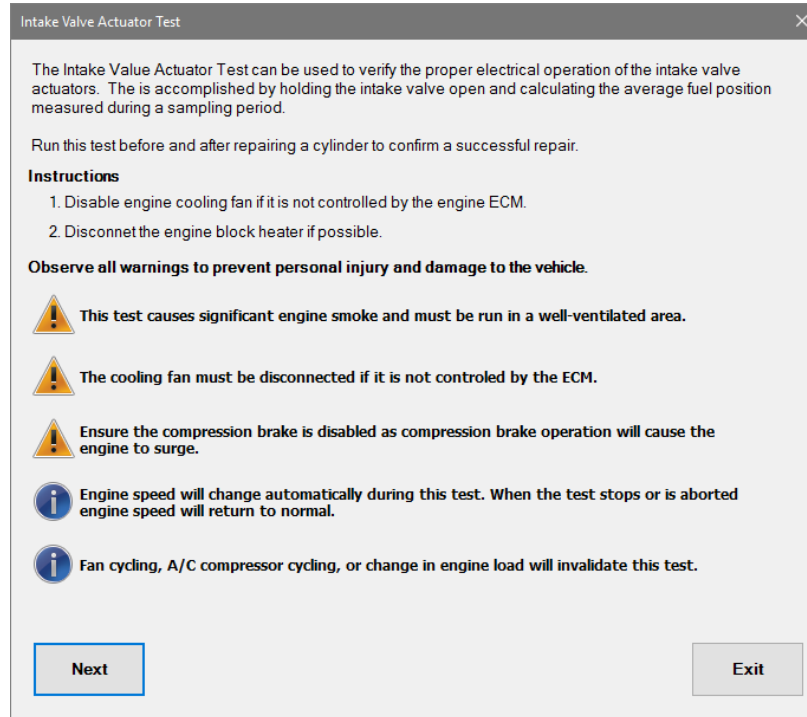 Intake Valve Actuator Test
The Intake Value Actuator Test can be used to verify the proper electrical operation of the intake valve
actuators. The is accomplished by holding the intake valve open and calculating the average fuel position
measured during a sampling period.
Run this test before and after repairing a cylinder to confirm a successful repair.
Instructions
1. Disable engine cooling fan if it is not controlled by the engine ECM.
2. Disconnet the engine block heater if possible.
Observe all warnings to prevent personal injury and damage to the vehicle.
This test causes significant engine smoke and must be run in a well-ventilated area.
The cooling fan must be disconnected if it is not controled by the ECM.
Ensure the compression brake is disabled as compression brake operation will cause the
engine to surge.
Engine speed will change automatically during this test. When the test stops or is aborted
engine speed will return to normal.
Fan cycling, A/C compressor cycling, or change in engine load will invalidate this test.
Next
Exit